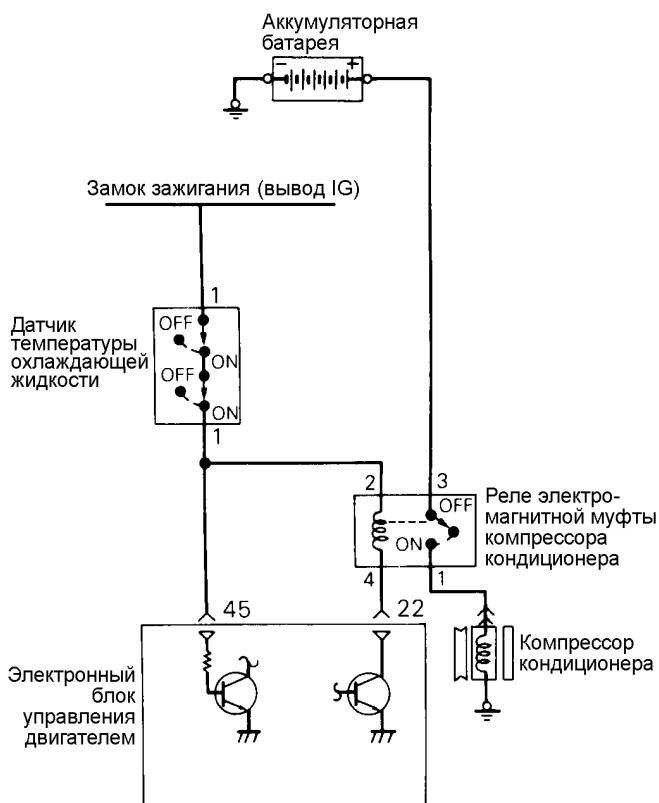 Аккумуляторная
батарея
− +
Замок зажигания (вывод IG)
1
Датчик
температуры
охлаждающей
жидкости
OFF
ON
OFF
ON
1
2 3
OFF
ON
4 1
Реле электро-
магнитной муфты
компрессора
кондиционера
45 22
Компрессор
кондиционера
Электронный
блок
управления
двигателем